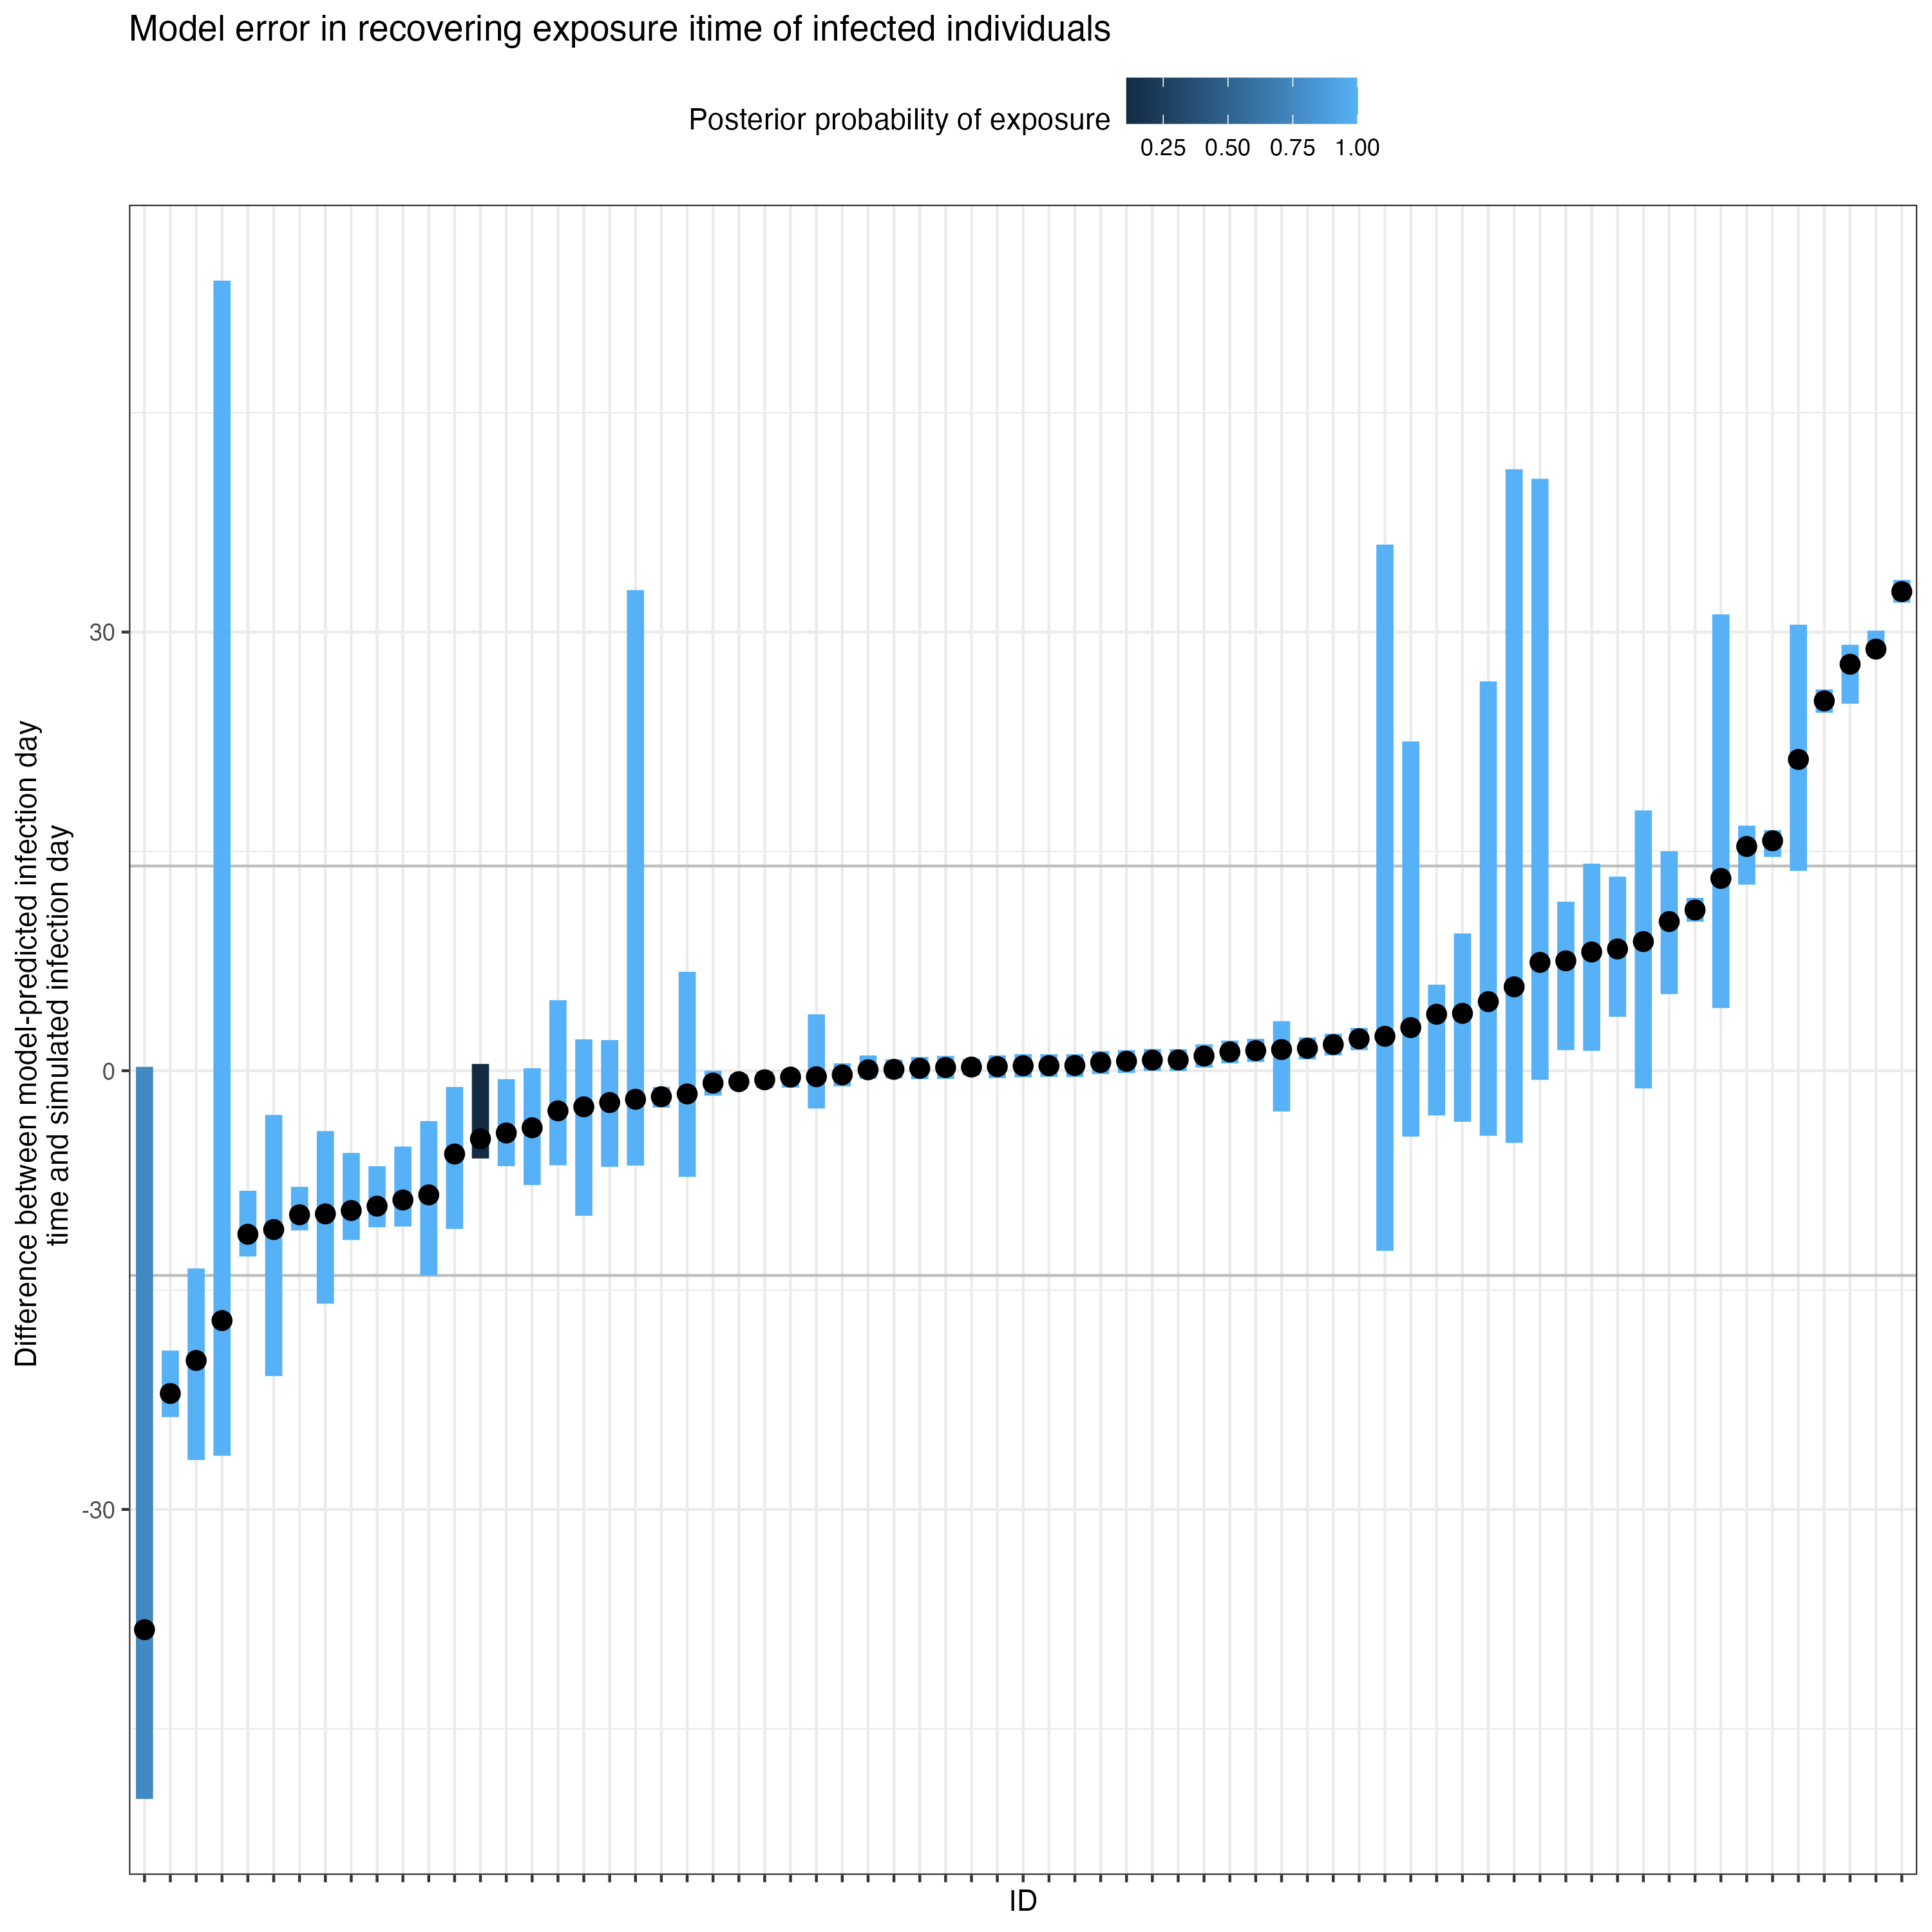 Model error in recovering exposure itime of infected individuals
Posterior probability of exposure
0.25 0.50 0.75 1.00
Difference between model-predicted infection day
time and simulated infection day
30
0
-30
ID